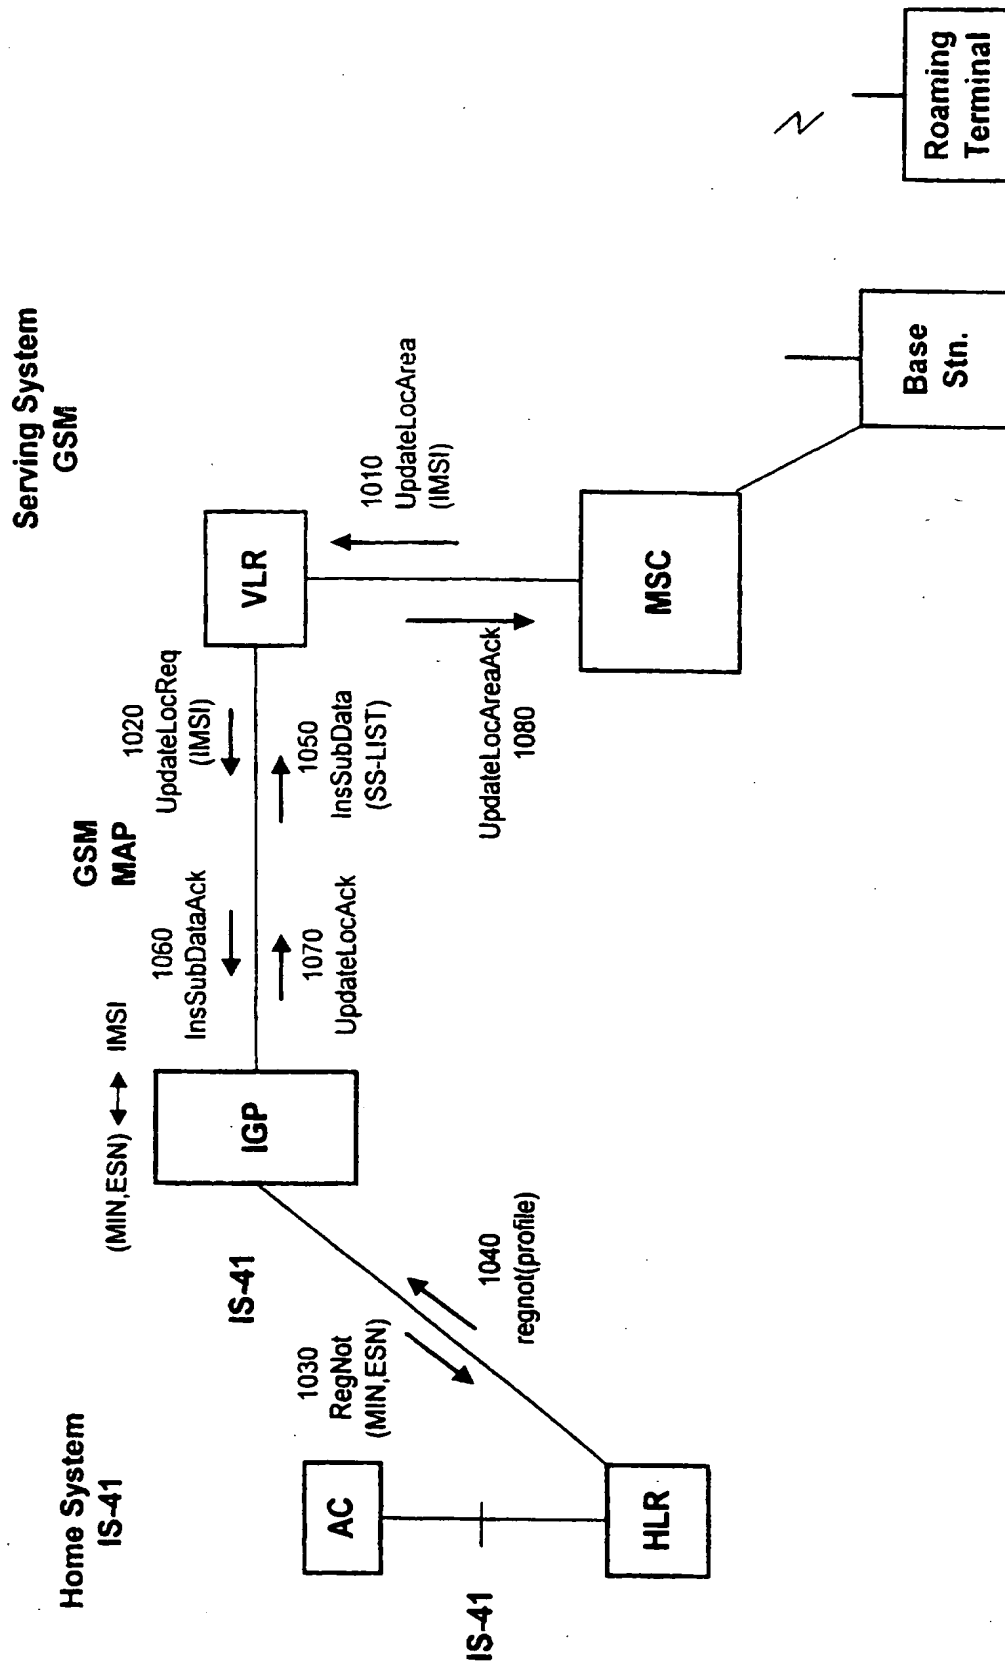 Home System
IS-41
Serving System
GSM
GSM
MAP
(MIN,ESN)
IMSI
IS-41
1060
InsSubDataAck
1020
UpdateLocReq
(IMSI)
VLR
IGP
1070
UpdateLocAck
1050
InsSubData
(SS-LIST)
1010
UpdateLocArea
(IMSI)
1030
RegNot
(MIN,ESN)
AC
1040
regnot(profile)
UpdateLocAreaAck
1080
IS-41
HLR
MSC
Base
Stn.
Roaming
Terminal